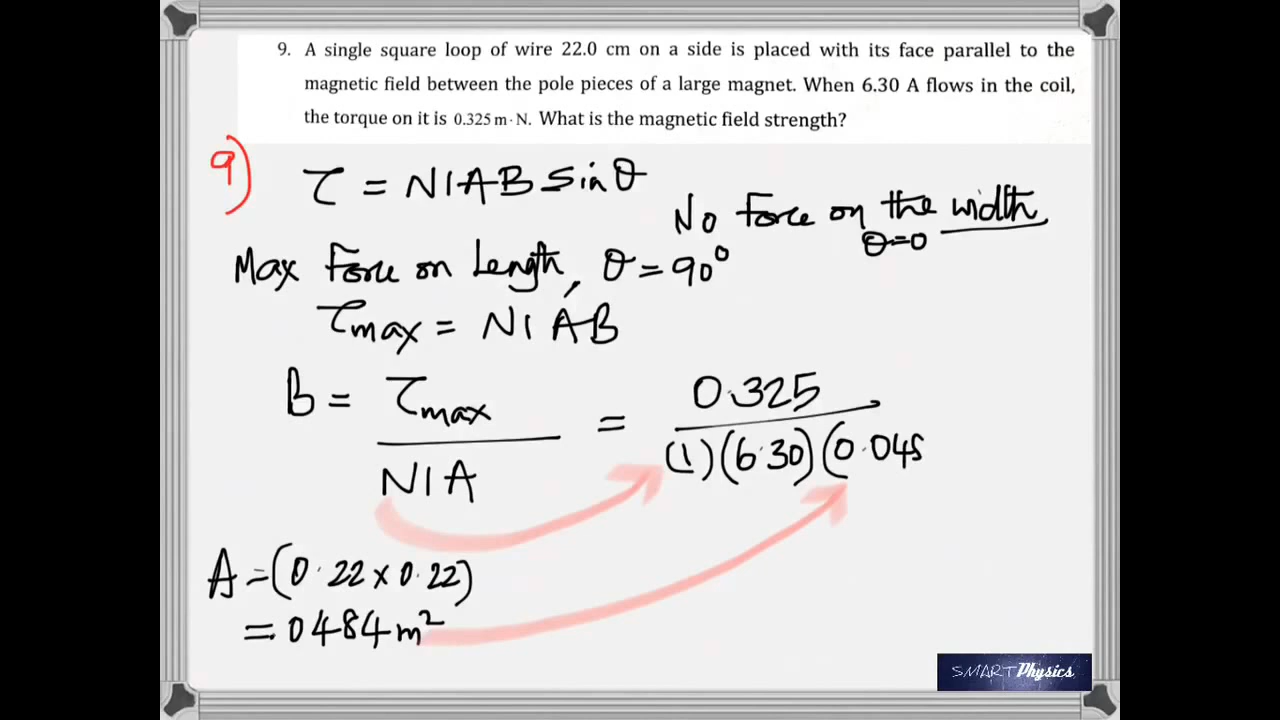 9. A single square loop of wire 22.0 cm on a side is placed with its face parallel to the
magnetic field between the pole pieces of a large magnet. When 6.30 A flows in the coil,
the torque on it is 0.325 m·N. What is the magnetic field strength?
9) τ = NIAB sinθ
No Force on the width
θ=0
Max Force on Length, θ = 90°
τmax = NIAB
B = τmax / NIA = 0.325 / (1)(6.30)(0.048
A = (0.22 x 0.22)
= 0484 m²
SMART Physics